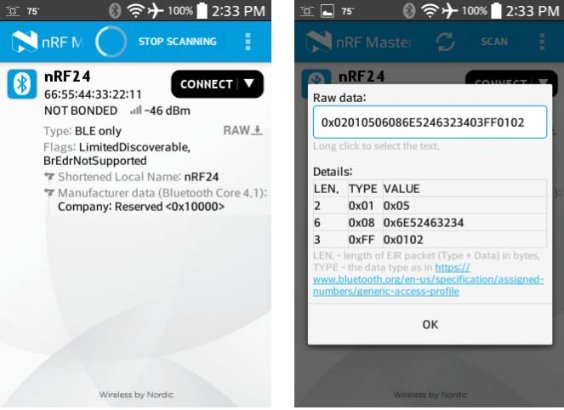 75°
100%
2:33 PM
nRF M
STOP SCANNING
nRF24
66:55:44:33:22:11
CONNECT
NOT BONDED
-46 dBm
Type: BLE only
RAW
Flags: LimitedDiscoverable,
BrEdrNotSupported
Shortened Local Name: nRF24
Manufacturer data (Bluetooth Core 4.1):
Company: Reserved <0x10000>
Wireless by Nordic
75°
100%
2:33 PM
nRF Master
SCAN
nRF24
CONNECT
Raw data:
0x02010506086E5246323403FF0102
Long click to select the text.
Details:
LEN. TYPE VALUE
2 0x01 0x05
6 0x08 0x6E52463234
3 0xFF 0x0102
LEN. - length of EIR packet (Type + Data) in bytes,
TYPE - the data type as in https://
www.bluetooth.org/en-us/specification/assigned-
numbers/generic-access-profile
OK
Wireless by Nordic